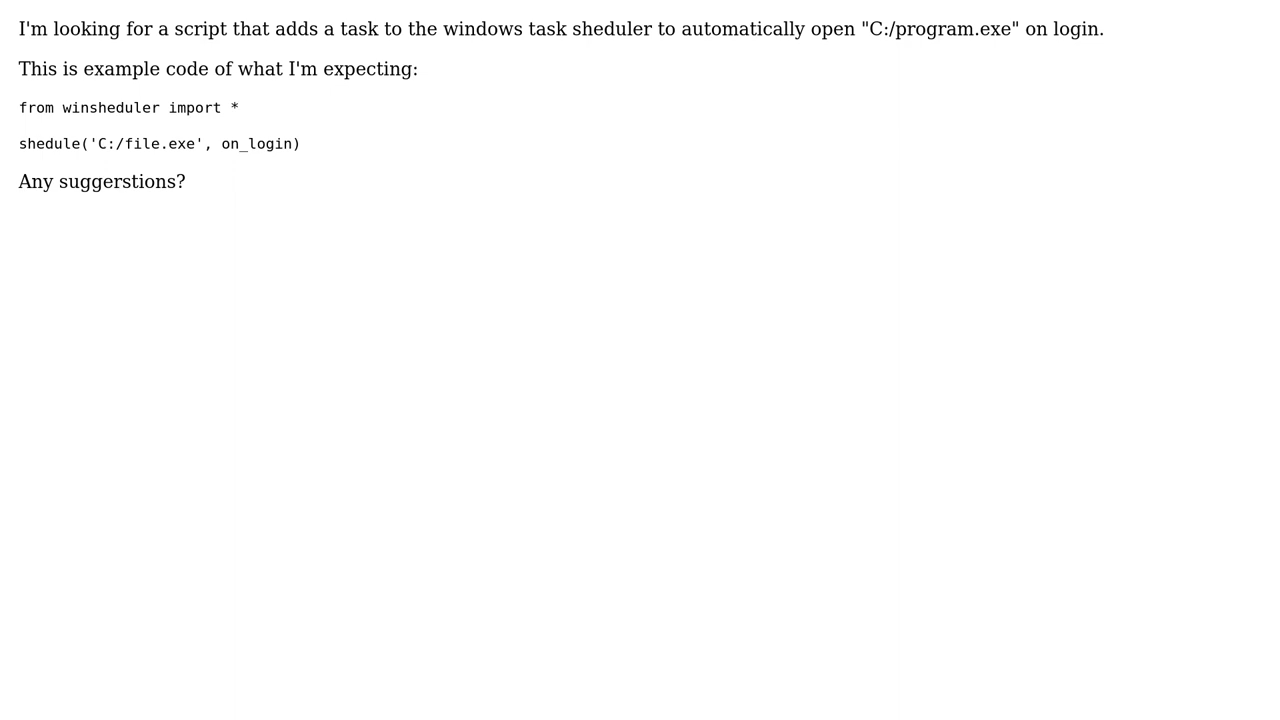 I'm looking for a script that adds a task to the windows task sheduler to automatically open "C:/program.exe" on login.
This is example code of what I'm expecting:
from winsheduler import *
shedule('C:/file.exe', on_login)
Any suggerstions?